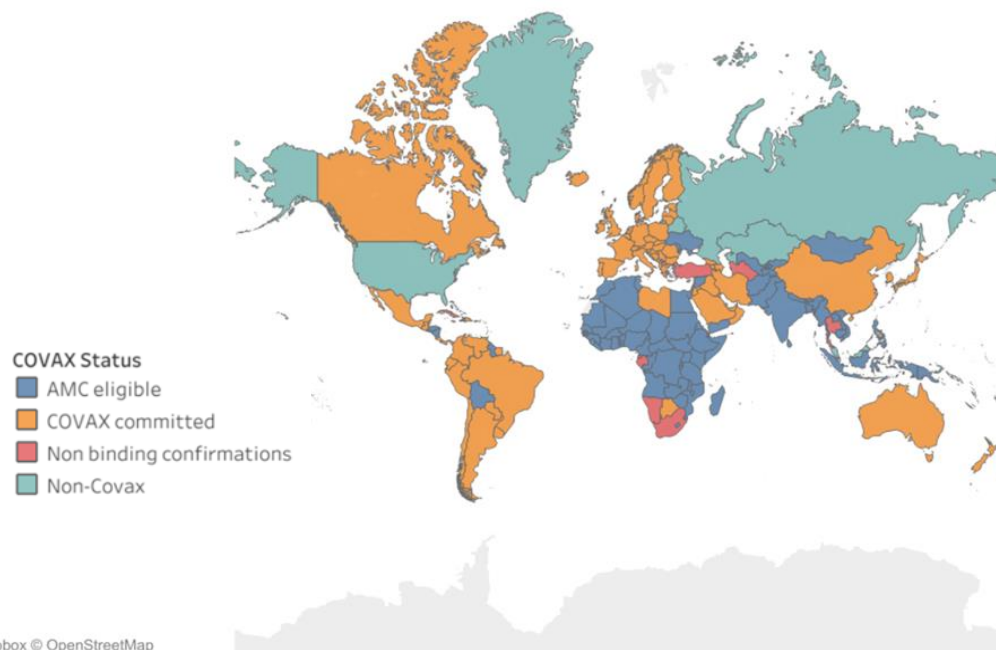 COVAX Status
AMC eligible
COVAX committed
Non binding confirmations
Non-Covax
© OpenStreetMap